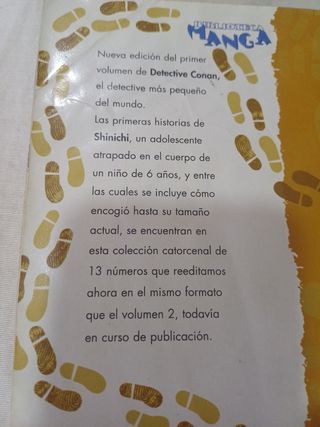 BIBLIOTECA
MANGA
Nueva edición del primer
volumen de Detective Conan,
el detective más pequeño
del mundo.
Las primeras historias de
Shinichi, un adolescente
atrapado en el cuerpo de
un niño de 6 años, y entre
las cuales se incluye cómo
encogió hasta su tamaño
actual, se encuentran en
esta colección catorcenal de
13 números que reeditamos
ahora en el mismo formato
que el volumen 2, todavía
en curso de publicación.